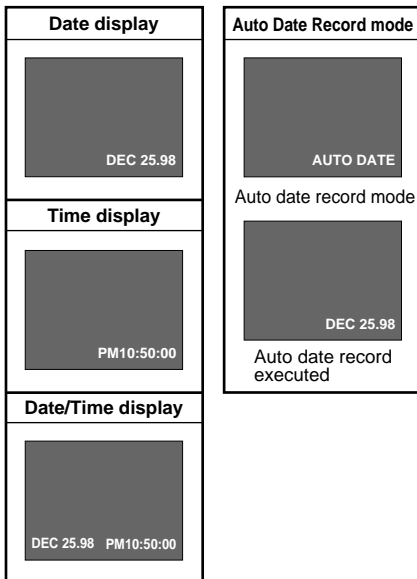 Date display
DEC 25.98
Time display
PM10:50:00
Date/Time display
DEC 25.98 PM10:50:00
Auto Date Record mode
AUTO DATE
Auto date record mode
DEC 25.98
Auto date record
executed